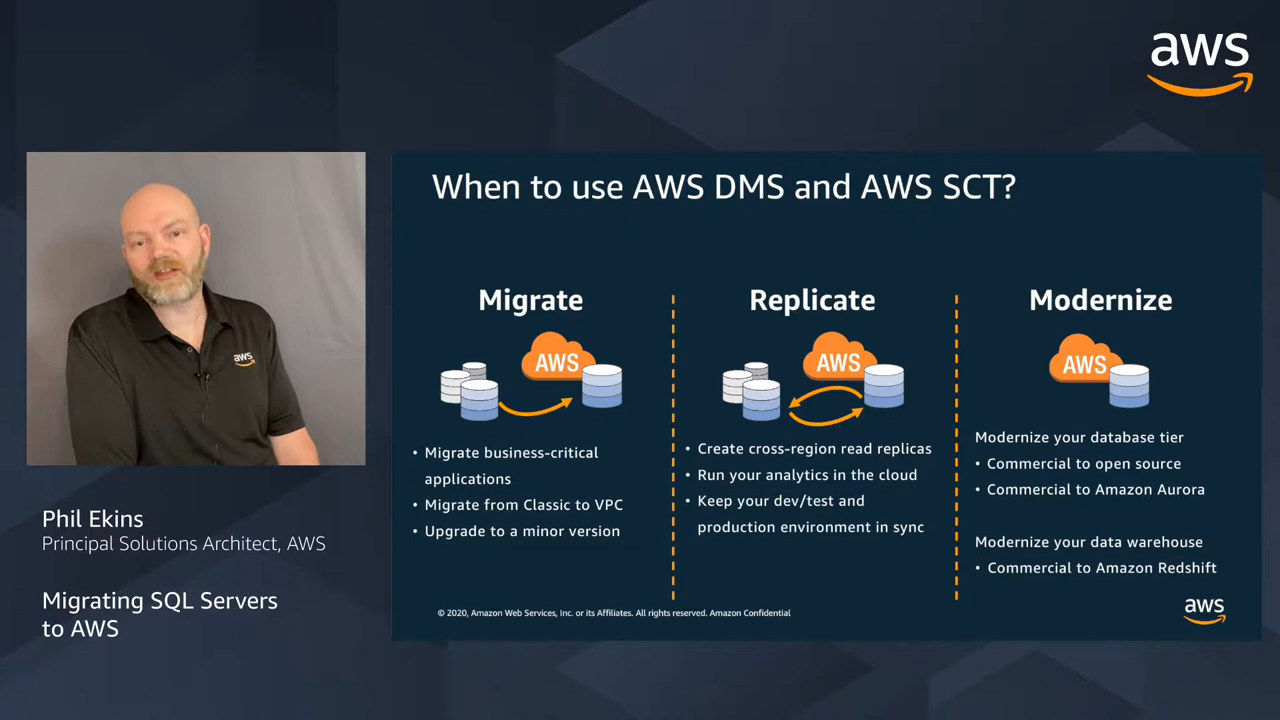 aws
When to use AWS DMS and AWS SCT?
Migrate
AWS
• Migrate business-critical
applications
• Migrate from Classic to VPC
• Upgrade to a minor version
Replicate
AWS
• Create cross-region read replicas
• Run your analytics in the cloud
• Keep your dev/test and
production environment in sync
Modernize
AWS
Modernize your database tier
• Commercial to open source
• Commercial to Amazon Aurora
Modernize your data warehouse
• Commercial to Amazon Redshift
© 2020, Amazon Web Services, Inc. or its Affiliates. All rights reserved. Amazon Confidential
aws
aws
Phil Ekins
Principal Solutions Architect, AWS
Migrating SQL Servers
to AWS